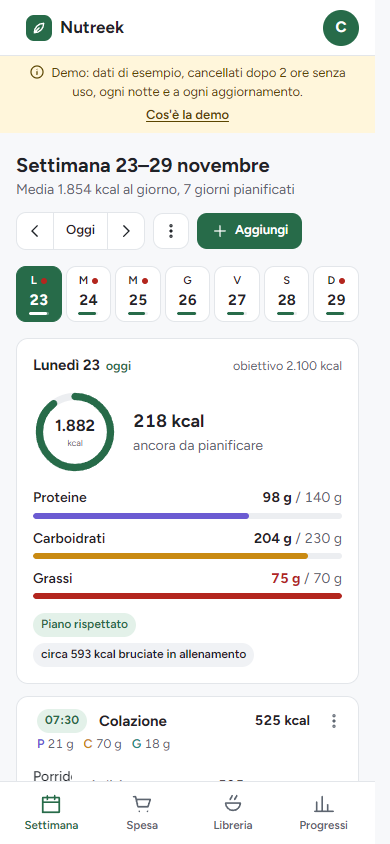 Nutreek
C
Demo: dati di esempio, cancellati dopo 2 ore senza
uso, ogni notte e a ogni aggiornamento.
Cos'è la demo
Settimana 23–29 novembre
Media 1.854 kcal al giorno, 7 giorni pianificati
Oggi
Aggiungi
L M M G V S D
23 24 25 26 27 28 29
Lunedì 23 oggi
obiettivo 2.100 kcal
1.882
kcal
218 kcal
ancora da pianificare
Proteine 98 g / 140 g
Carboidrati 204 g / 230 g
Grassi 75 g / 70 g
Piano rispettato
circa 593 kcal bruciate in allenamento
07:30 Colazione 525 kcal
P 21 g C 70 g G 18 g
Settimana Spesa Libreria Progressi